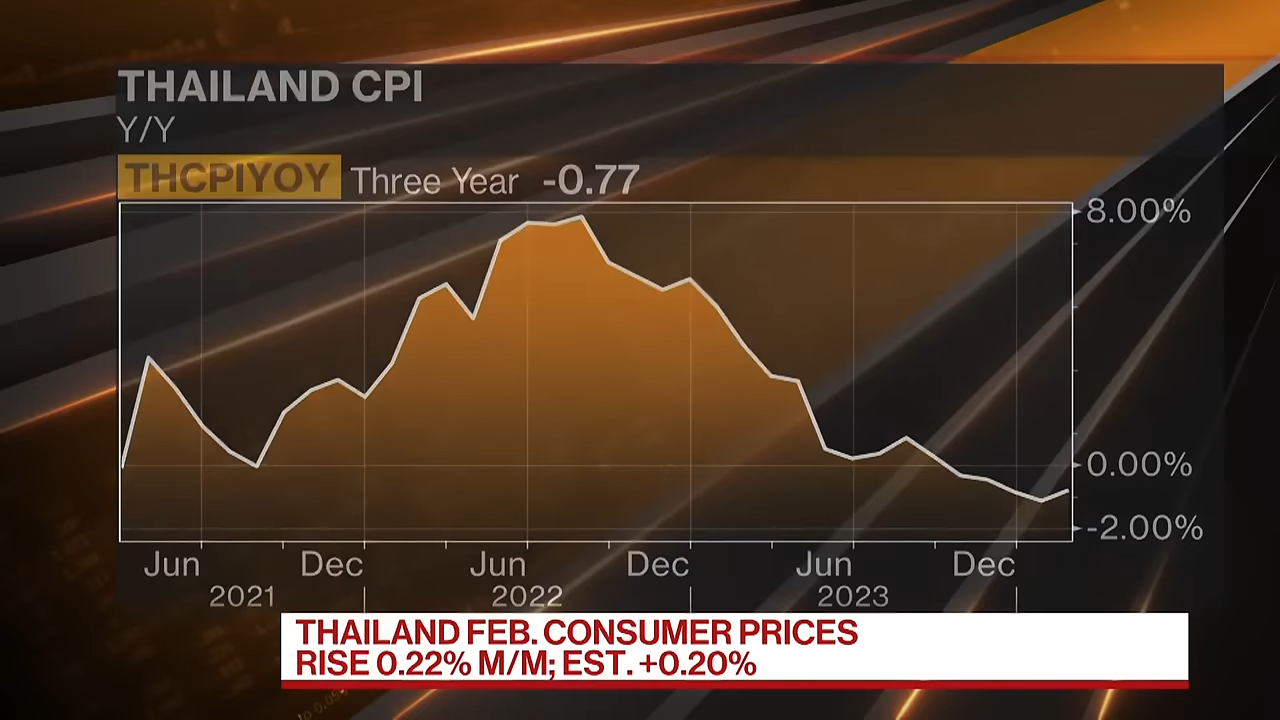 THAILAND CPI
Y/Y
THCPIYOY Three Year -0.77
8.00%
0.00%
-2.00%
Jun Dec Jun Dec Jun Dec
2021 2022 2023
THAILAND FEB. CONSUMER PRICES
RISE 0.22% M/M; EST. +0.20%